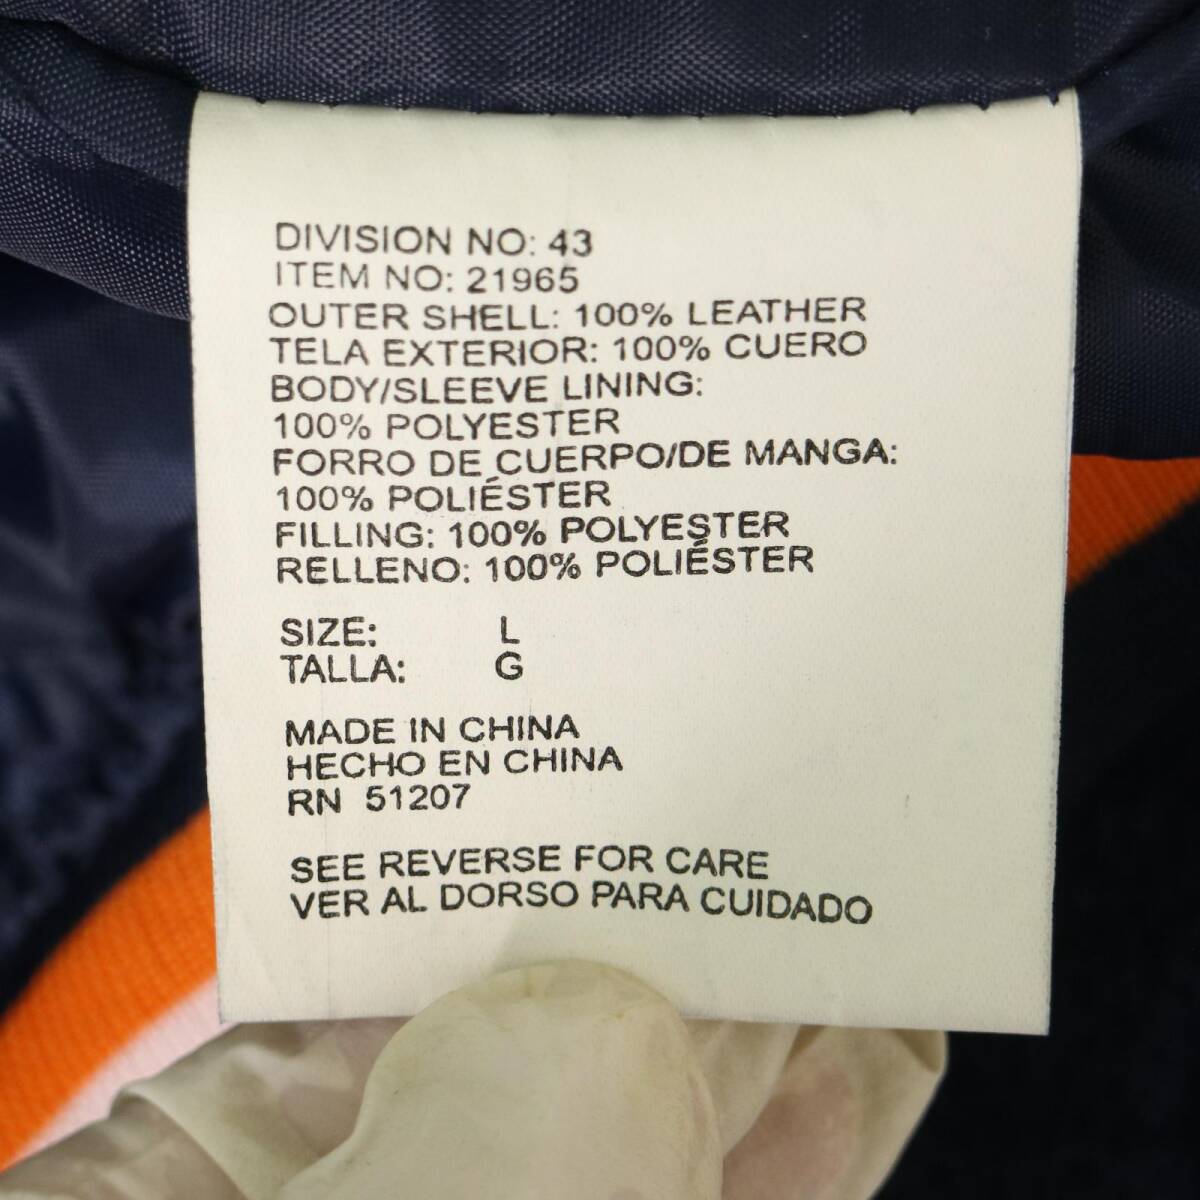 DIVISION NO: 43
ITEM NO: 21965
OUTER SHELL: 100% LEATHER
TELA EXTERIOR: 100% CUERO
BODY/SLEEVE LINING:
100% POLYESTER
FORRO DE CUERPO/DE MANGA:
100% POLIÉSTER
FILLING: 100% POLYESTER
RELLENO: 100% POLIÉSTER
SIZE: L
TALLA: G
MADE IN CHINA
HECHO EN CHINA
RN 51207
SEE REVERSE FOR CARE
VER AL DORSO PARA CUIDADO